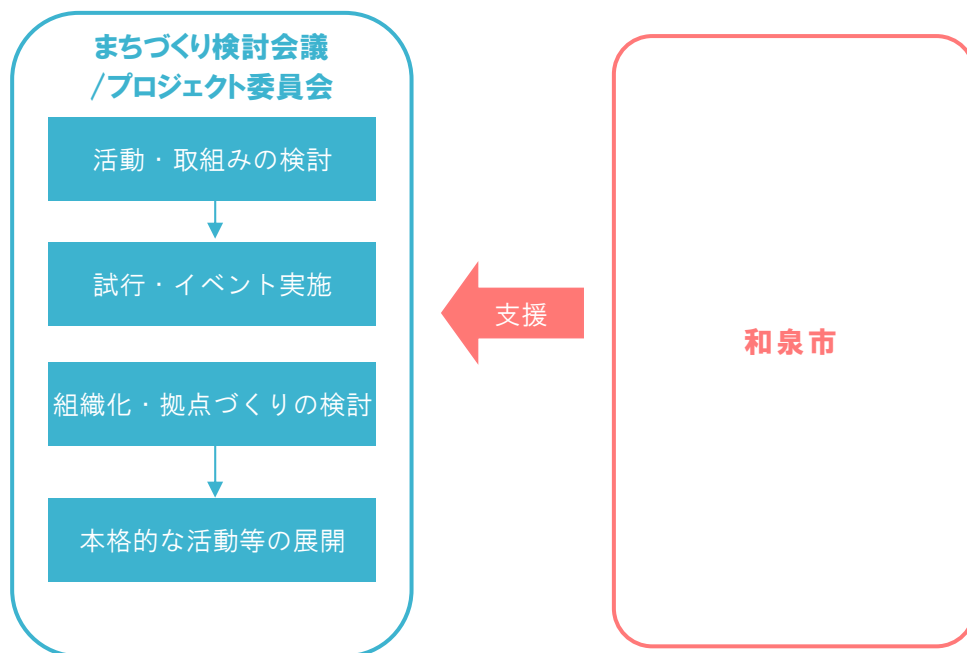 まちづくり検討会議
/プロジェクト委員会
活動・取組みの検討
試行・イベント実施
組織化・拠点づくりの検討
本格的な活動等の展開
支援
和泉市